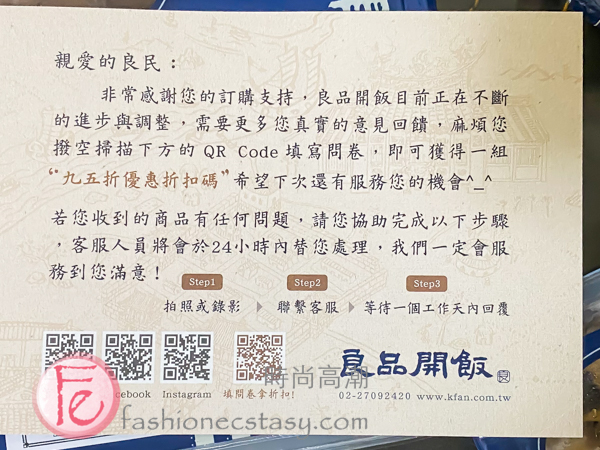 親愛的良民：
非常感謝您的訂購支持，良品開飯目前正在不斷
的進步與調整，需要更多您真實的意見回饋，麻煩您
撥空掃描下方的 QR Code 填寫問卷，即可獲得一組
“九五折優惠折扣碼”希望下次還有服務您的機會^_^
若您收到的商品有任何問題，請您協助完成以下步驟
，客服人員將會於24小時內替您處理，我們一定會服
務到您滿意！
Step1 Step2 Step3
拍照或錄影 聯繫客服 等待一個工作天內回覆
良品開飯
時尚高潮
cebook Instagram 填問卷拿折扣!
02-27092420 www.kfan.com.tw
fashionecstasy.com